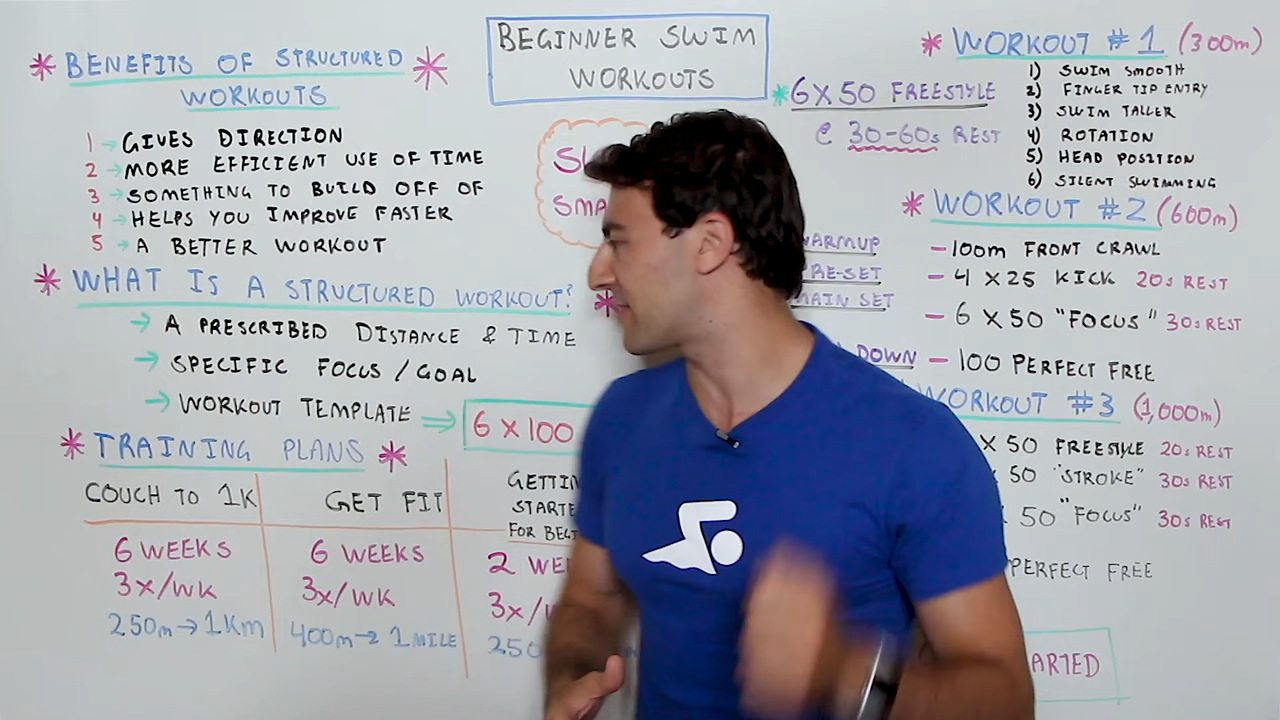 BEGINNER SWIM
WORKOUTS
* BENEFITS OF STRUCTURED *
WORKOUTS
1 → GIVES DIRECTION
2 → MORE EFFICIENT USE OF TIME
3 → SOMETHING TO BUILD OFF OF
4 → HELPS YOU IMPROVE FASTER
5 → A BETTER WORKOUT
* WHAT IS A STRUCTURED WORKOUT? *
→ A PRESCRIBED DISTANCE & TIME
→ SPECIFIC FOCUS / GOAL
→ WORKOUT TEMPLATE → 6 X 100
* TRAINING PLANS *
COUCH TO 1K
6 WEEKS
3x/WK
250m → 1Km
GET FIT
6 WEEKS
3x/WK
400m → 1 MILE
FOR
2
250
* WORKOUT #1 (300m)
*6 X 50 FREESTYLE
@ 30-60s REST
1) SWIM SMOOTH
2) FINGER TIP ENTRY
3) SWIM TALLER
4) ROTATION
5) HEAD POSITION
6) SILENT SWIMMING
* WORKOUT #2 (600m)
WARMUP - 100m FRONT CRAWL
PRE-SET - 4 X 25 KICK 20s REST
MAIN SET - 6 X 50 "FOCUS" 30s REST
DOWN - 100 PERFECT FREE
WORKOUT #3 (1,000m)
X 50 FREESTYLE 20s REST
50 "STROKE" 30s REST
50 "FOCUS" 30s REST
PERFECT FREE